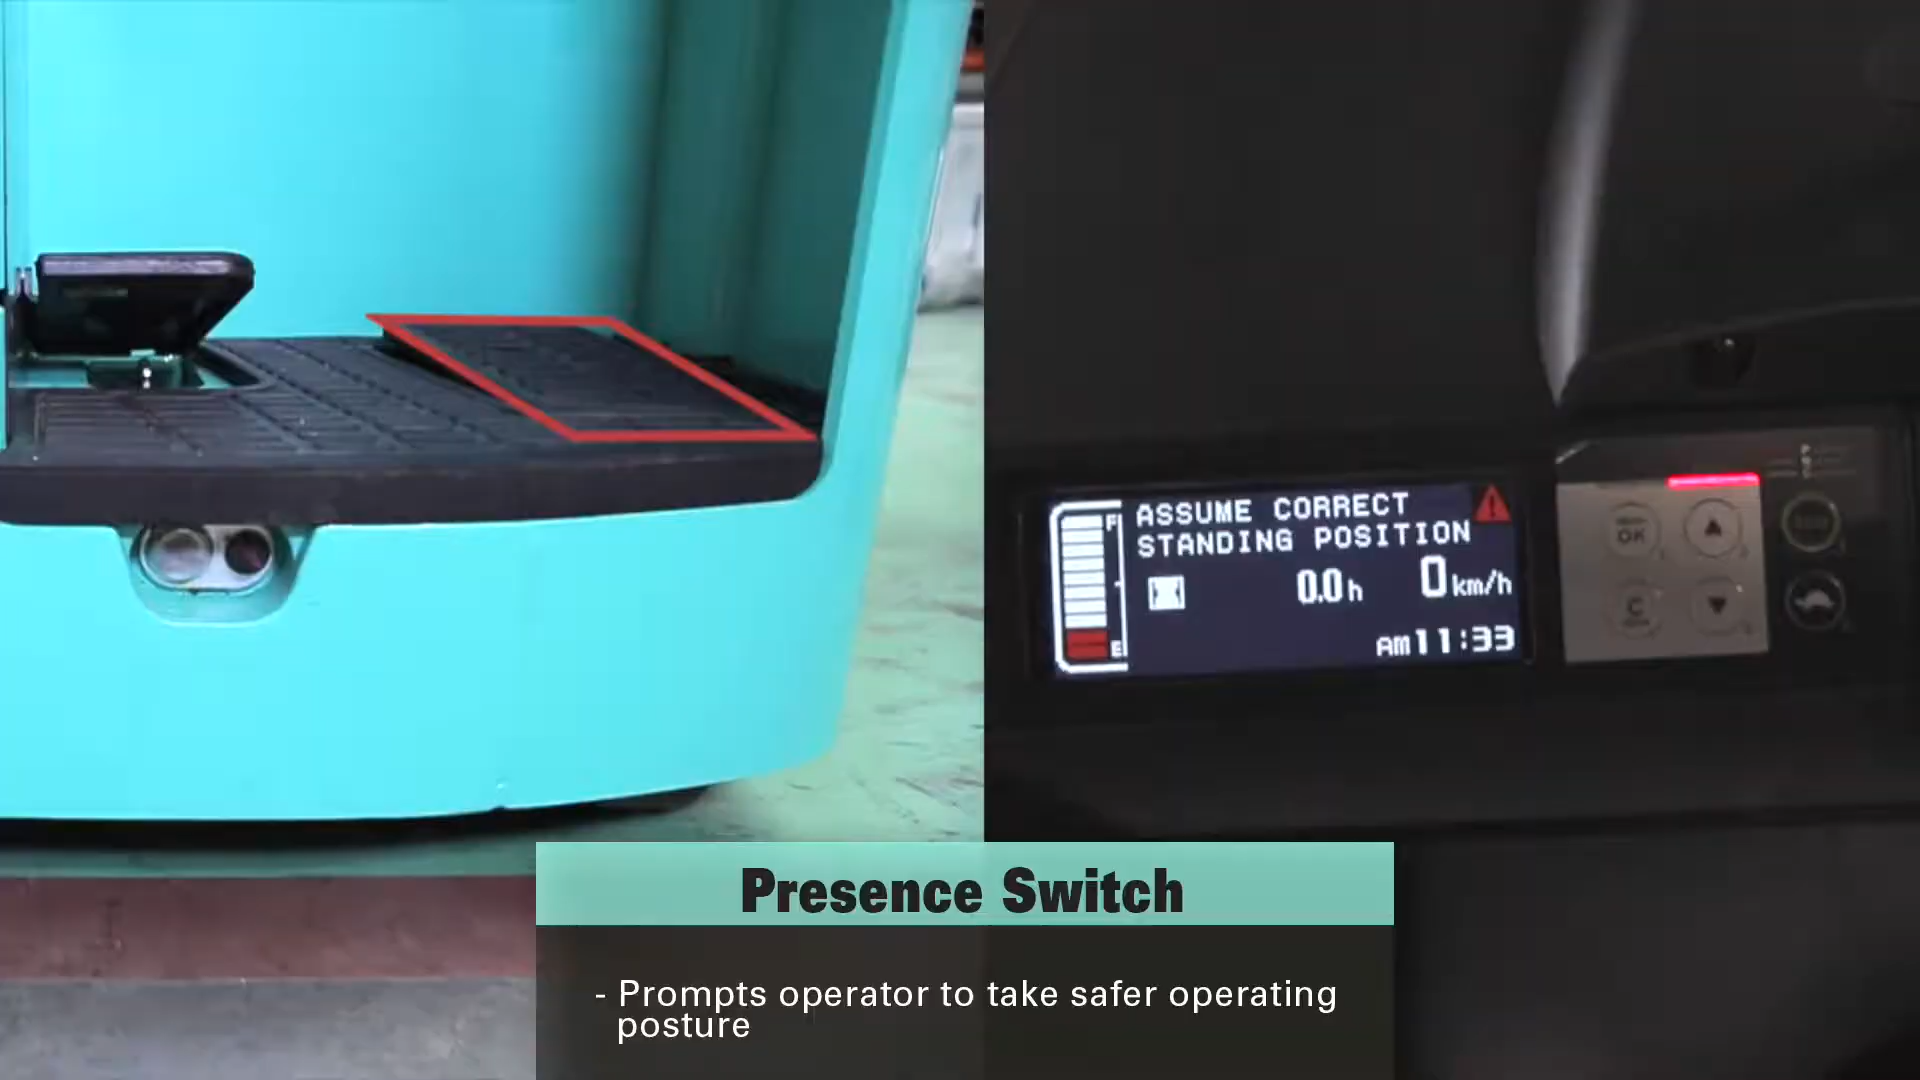 ASSUME CORRECT
STANDING POSITION
F
0.0h
0km/h
E
AM11:33
OK
C
Presence Switch
- Prompts operator to take safer operating
posture